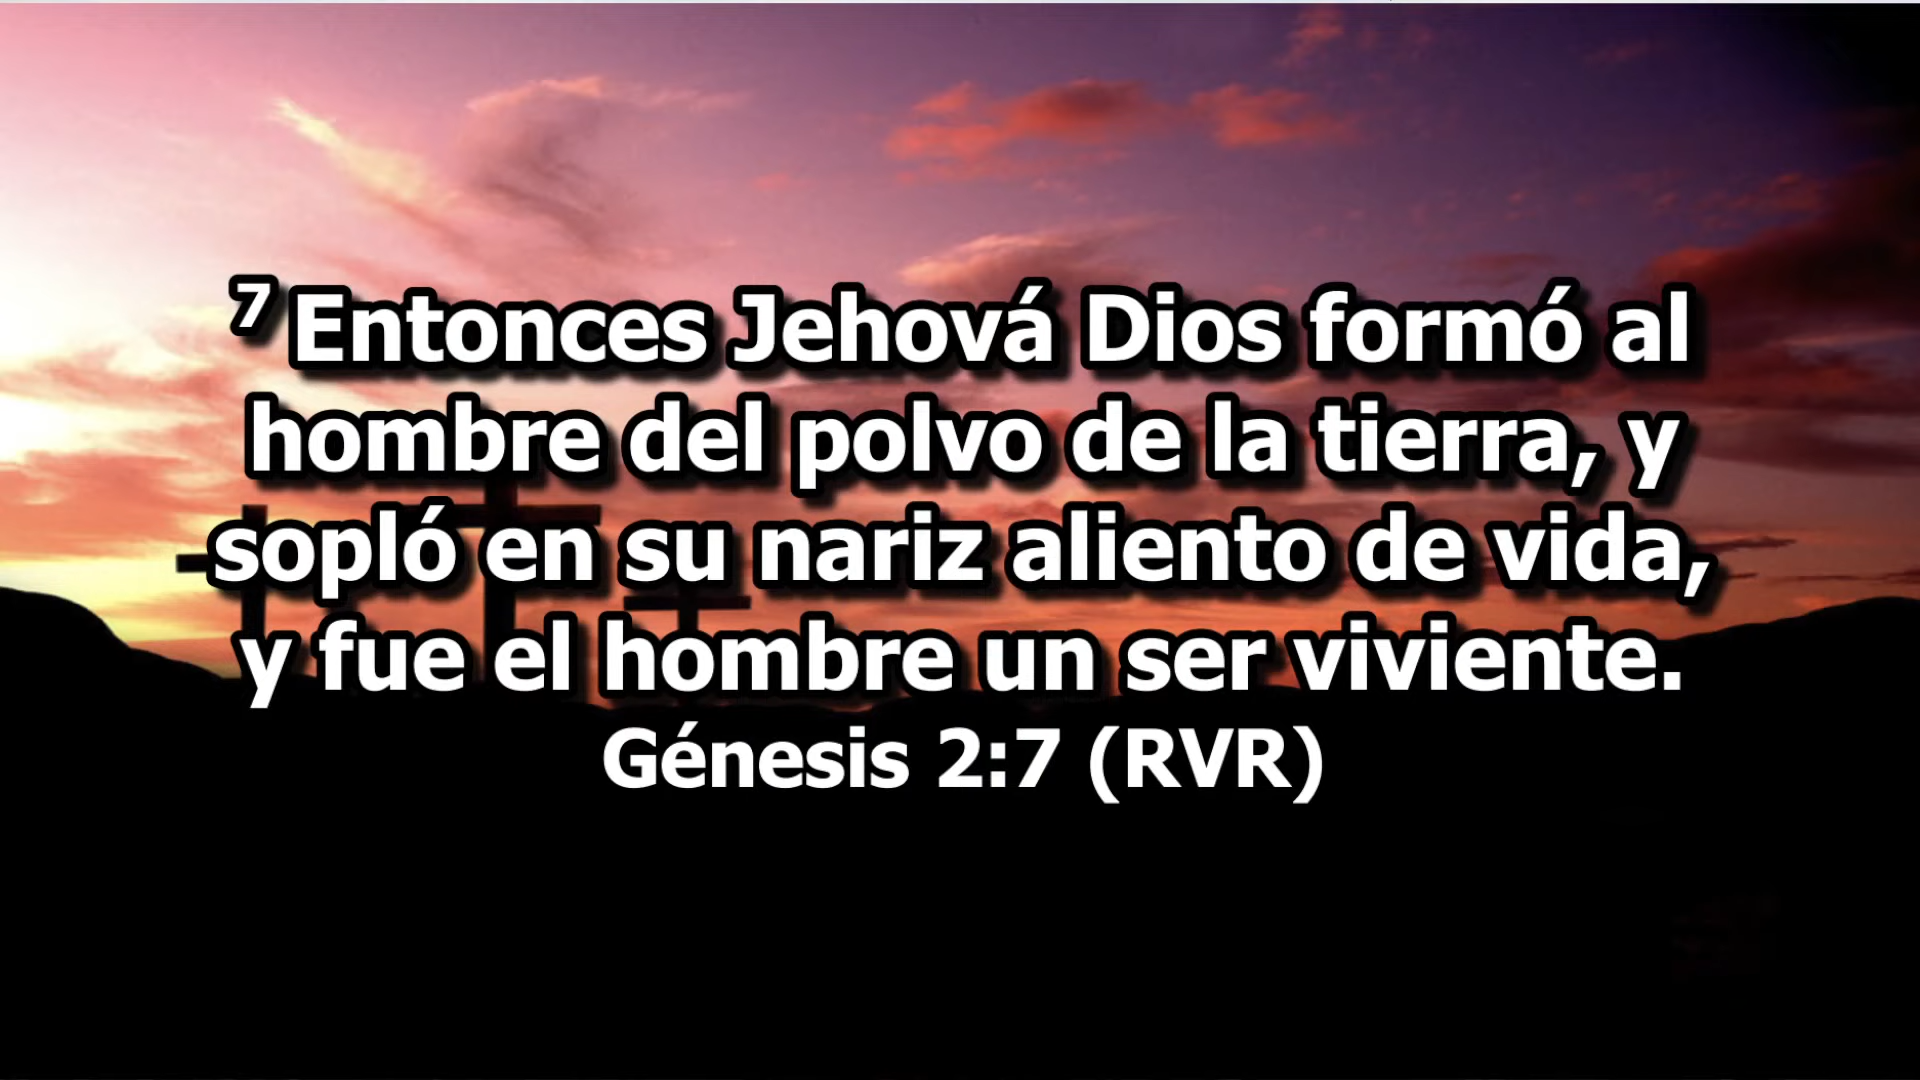 ⁷ Entonces Jehová Dios formó al
hombre del polvo de la tierra, y
sopló en su nariz aliento de vida,
y fue el hombre un ser viviente.
Génesis 2:7 (RVR)